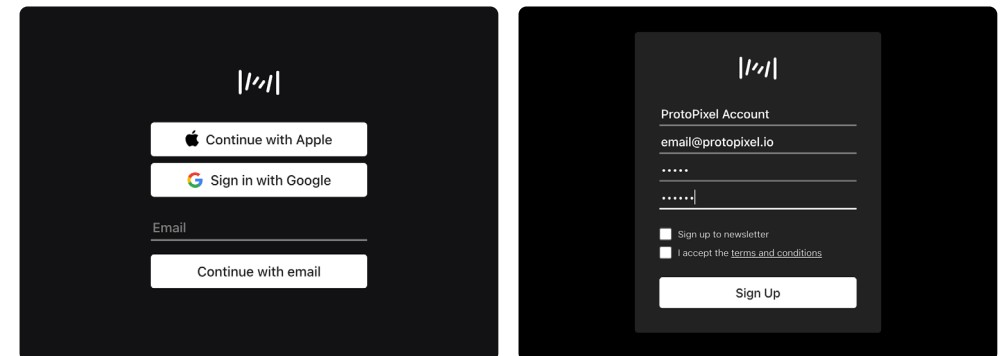 Continue with Apple
Sign in with Google
Email
Continue with email
ProtoPixel Account
email@protopixel.io
•••••
••••••
Sign up to newsletter
I accept the terms and conditions
Sign Up